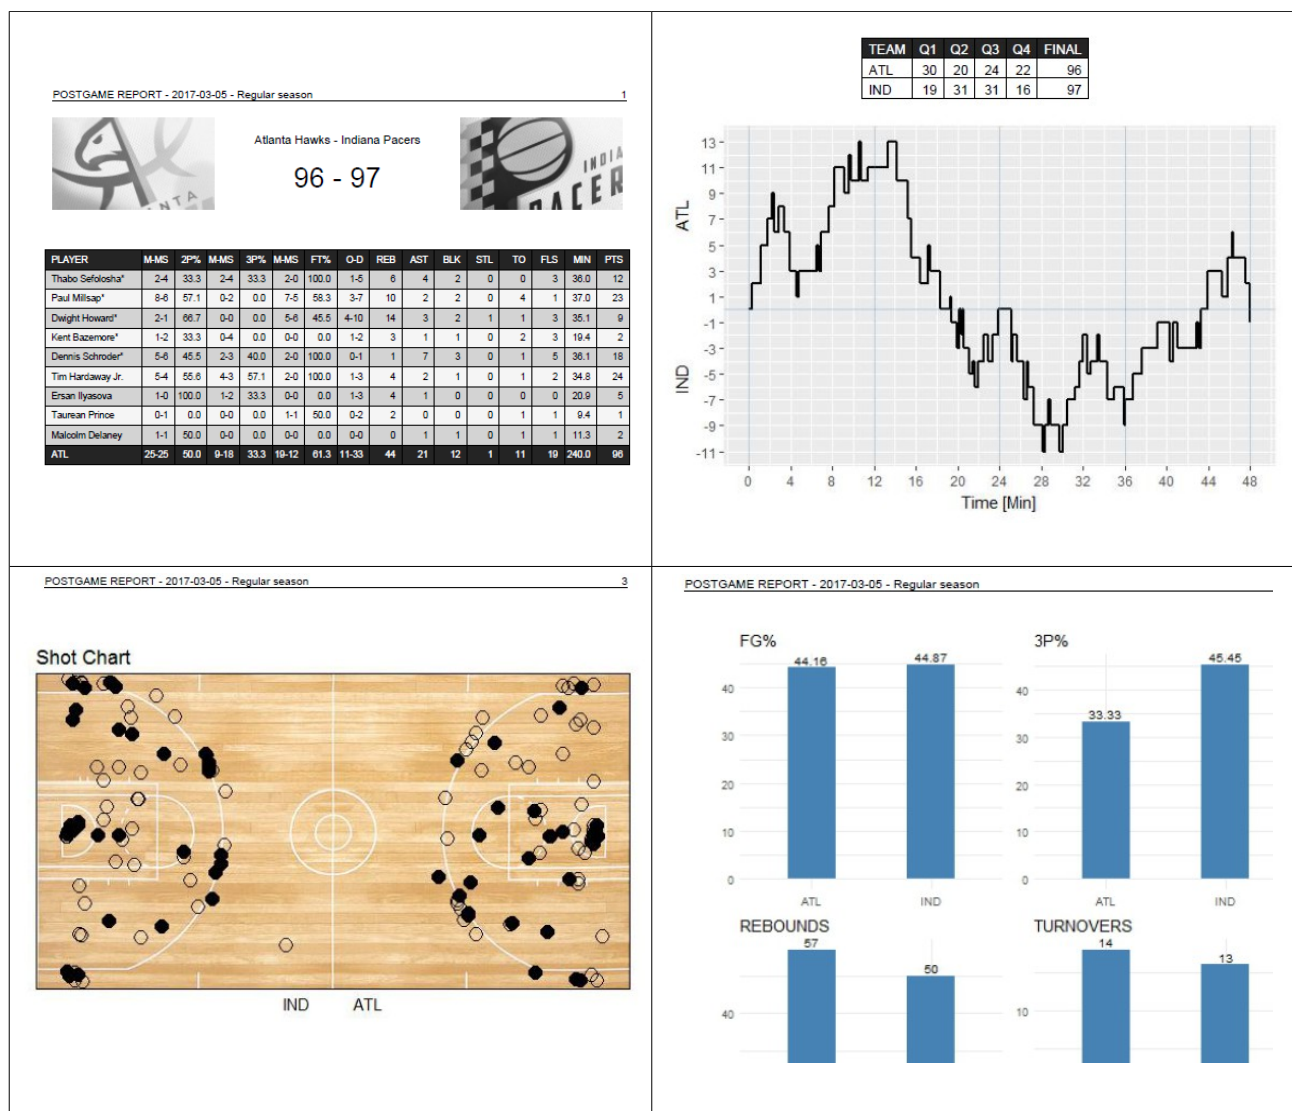 POSTGAME REPORT - 2017-03-05 - Regular season 1
Atlanta Hawks - Indiana Pacers
96 - 97
NTA
INDIA
PACER
PLAYER M-MS 2P% M-MS 3P% M-MS FT% O-D REB AST BLK STL TO FLS MIN PTS
Thabo Sefolosha* 2-4 33.3 2-4 33.3 2-0 100.0 1-5 6 4 2 0 0 3 36.0 12
Paul Millsap* 8-6 57.1 0-2 0.0 7-5 58.3 3-7 10 2 2 0 4 1 37.0 23
Dwight Howard* 2-1 66.7 0-0 0.0 5-6 45.5 4-10 14 3 2 1 1 3 35.1 9
Kent Bazemore* 1-2 33.3 0-4 0.0 0-0 0.0 1-2 3 1 1 0 2 3 19.4 2
Dennis Schroder* 5-6 45.5 2-3 40.0 2-0 100.0 0-1 1 7 3 0 1 5 36.1 18
Tim Hardaway Jr. 5-4 55.6 4-3 57.1 2-0 100.0 1-3 4 2 1 0 1 2 34.8 24
Ersan Ilyasova 1-0 100.0 1-2 33.3 0-0 0.0 1-3 4 1 0 0 0 0 20.9 5
Taurean Prince 0-1 0.0 0-0 0.0 1-1 50.0 0-2 2 0 0 0 1 1 9.4 1
Malcolm Delaney 1-1 50.0 0-0 0.0 0-0 0.0 0-0 0 1 1 0 1 1 11.3 2
ATL 25-25 50.0 9-18 33.3 19-12 61.3 11-33 44 21 12 1 11 19 240.0 96
TEAM Q1 Q2 Q3 Q4 FINAL
ATL 30 20 24 22 96
IND 19 31 31 16 97
13
11
9
7
5
3
1
-1
-3
-5
-7
-9
-11
ATL
IND
0 4 8 12 16 20 24 28 32 36 40 44 48
Time [Min]
POSTGAME REPORT - 2017-03-05 - Regular season 3
Shot Chart
IND ATL
POSTGAME REPORT - 2017-03-05 - Regular season
FG%
44.16 44.87
40
30
20
10
0
ATL IND
3P%
45.45
33.33
40
30
20
10
0
ATL IND
REBOUNDS
57
50
40
TURNOVERS
14
13
10